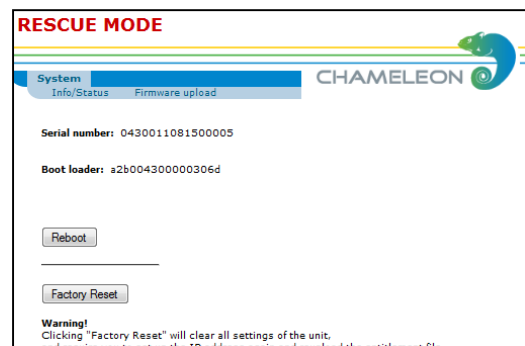 RESCUE MODE
CHAMELEON
System
Info/Status Firmware upload
Serial number: 0430011081500005
Boot loader: a2b004300000306d
Reboot
Factory Reset
Warning!
Clicking "Factory Reset" will clear all settings of the unit,